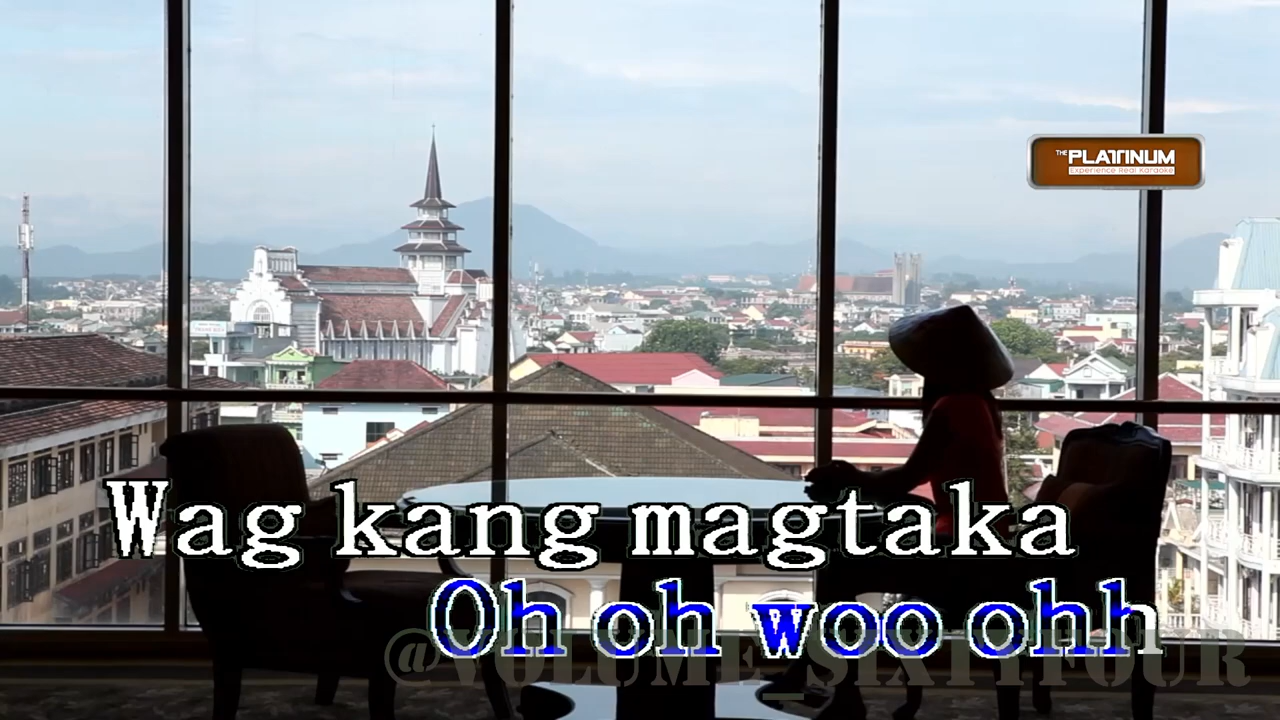 THE PLATINUM
Experience Real Karaoke
Wag kang magtaka
Oh oh woo ohh
@VOLUME_SIXTYFOUR